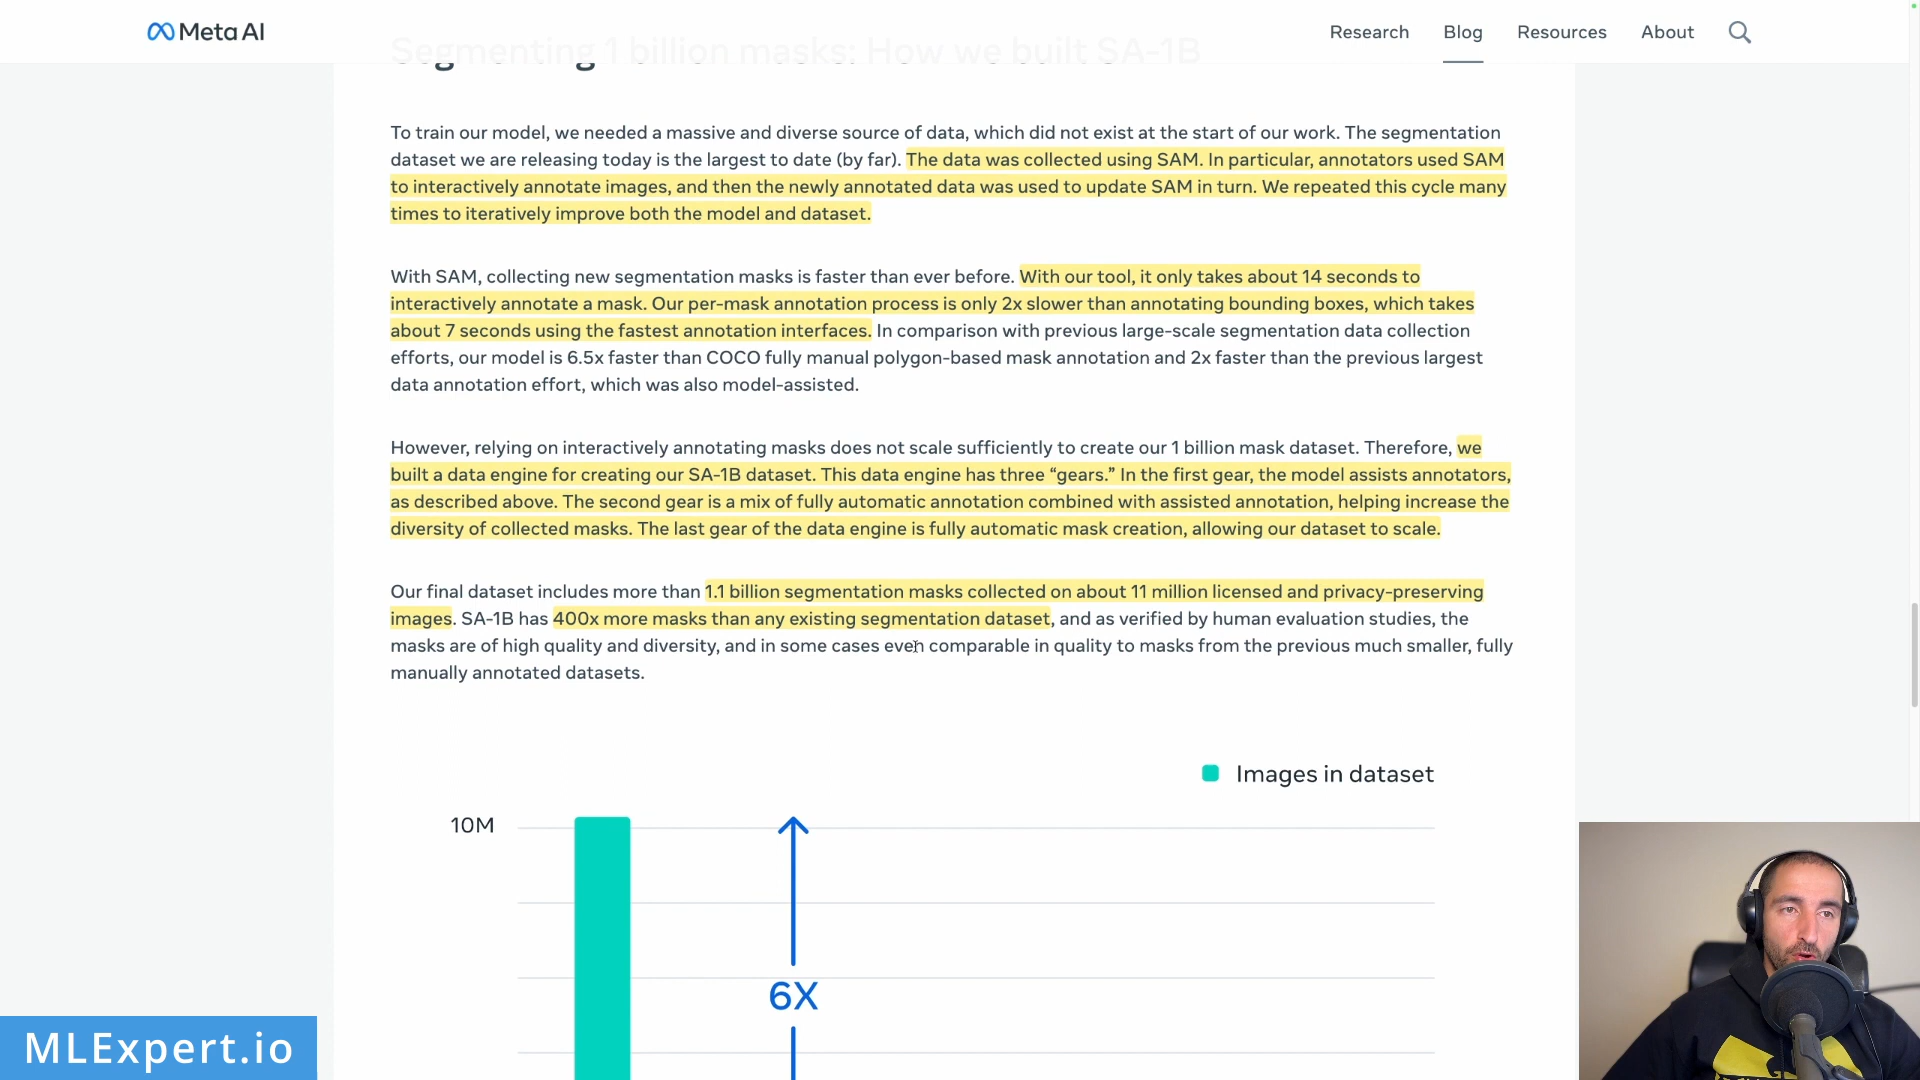 Meta AI
Research
Blog
Resources
About
Segmenting 1 billion masks: How we built SA-1B
To train our model, we needed a massive and diverse source of data, which did not exist at the start of our work. The segmentation
dataset we are releasing today is the largest to date (by far). The data was collected using SAM. In particular, annotators used SAM
to interactively annotate images, and then the newly annotated data was used to update SAM in turn. We repeated this cycle many
times to iteratively improve both the model and dataset.
With SAM, collecting new segmentation masks is faster than ever before. With our tool, it only takes about 14 seconds to
interactively annotate a mask. Our per-mask annotation process is only 2x slower than annotating bounding boxes, which takes
about 7 seconds using the fastest annotation interfaces. In comparison with previous large-scale segmentation data collection
efforts, our model is 6.5x faster than COCO fully manual polygon-based mask annotation and 2x faster than the previous largest
data annotation effort, which was also model-assisted.
However, relying on interactively annotating masks does not scale sufficiently to create our 1 billion mask dataset. Therefore, we
built a data engine for creating our SA-1B dataset. This data engine has three “gears.” In the first gear, the model assists annotators,
as described above. The second gear is a mix of fully automatic annotation combined with assisted annotation, helping increase the
diversity of collected masks. The last gear of the data engine is fully automatic mask creation, allowing our dataset to scale.
Our final dataset includes more than 1.1 billion segmentation masks collected on about 11 million licensed and privacy-preserving
images. SA-1B has 400x more masks than any existing segmentation dataset, and as verified by human evaluation studies, the
masks are of high quality and diversity, and in some cases even comparable in quality to masks from the previous much smaller, fully
manually annotated datasets.
Images in dataset
10M
6X
MLExpert.io